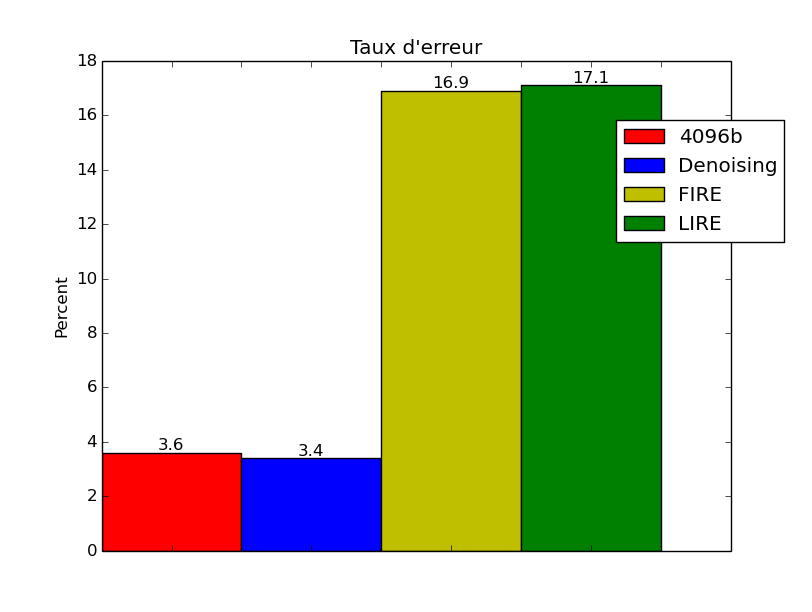 Taux d'erreur
18
16
14
12
10
8
6
4
2
0
Percent
3.6
3.4
16.9
17.1
4096b
Denoising
FIRE
LIRE